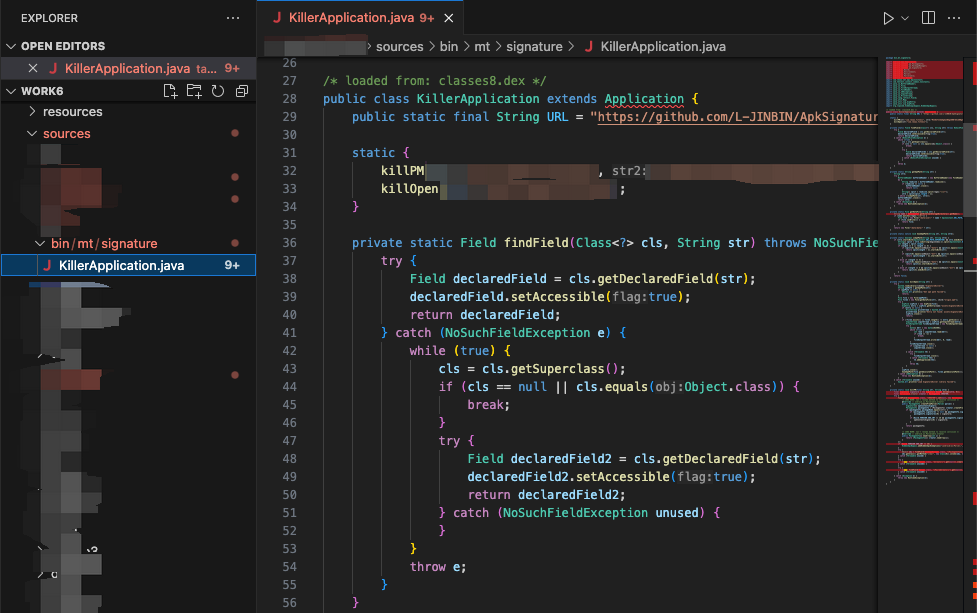 EXPLORER
OPEN EDITORS
KillerApplication.java ta... 9+
WORK6
resources
sources
bin / mt / signature
KillerApplication.java 9+
KillerApplication.java 9+
sources > bin > mt > signature > KillerApplication.java
26
27 /* loaded from: classes8.dex */
28 public class KillerApplication extends Application {
29 public static final String URL = "https://github.com/L-JINBIN/ApkSignatur
30
31 static {
32 killPM , str2:
33 killOpen ;
34 }
35
36 private static Field findField(Class<?> cls, String str) throws NoSuchFie
37 try {
38 Field declaredField = cls.getDeclaredField(str);
39 declaredField.setAccessible(flag:true);
40 return declaredField;
41 } catch (NoSuchFieldException e) {
42 while (true) {
43 cls = cls.getSuperclass();
44 if (cls == null || cls.equals(obj:Object.class)) {
45 break;
46 }
47 try {
48 Field declaredField2 = cls.getDeclaredField(str);
49 declaredField2.setAccessible(flag:true);
50 return declaredField2;
51 } catch (NoSuchFieldException unused) {
52 }
53 }
54 throw e;
55 }
56 }